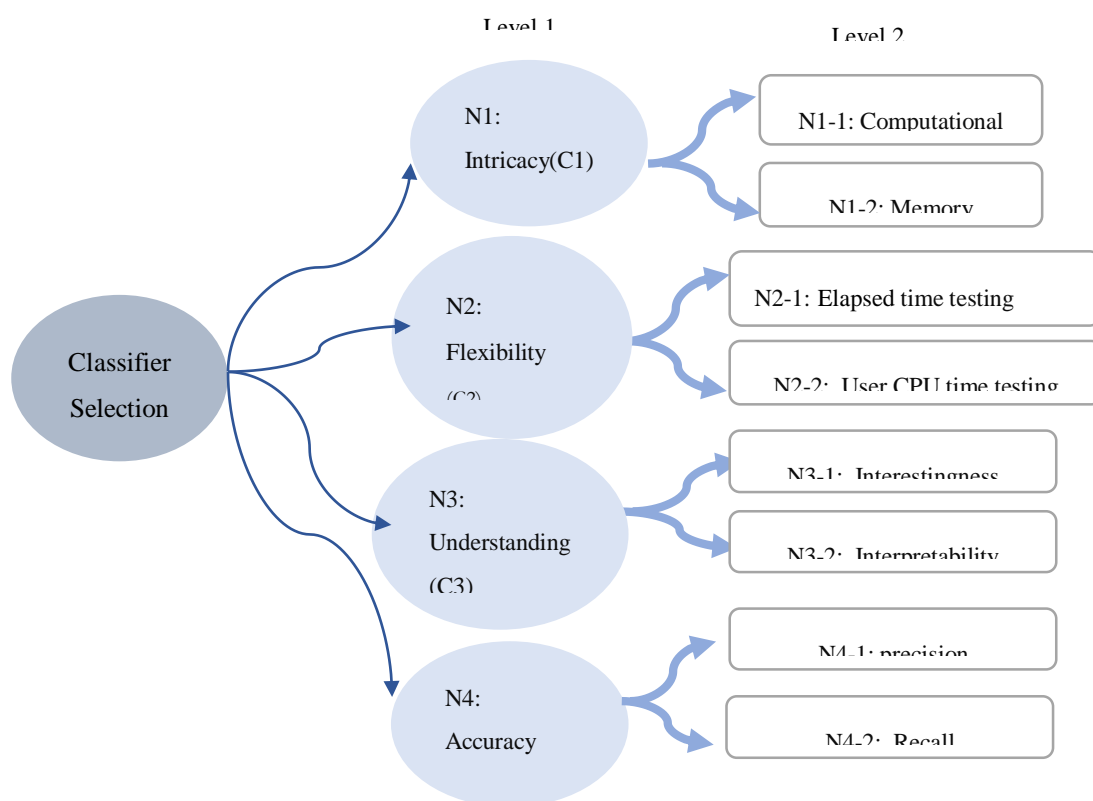 Level 1
Level 2
Classifier
Selection
N1:
Intricacy(C1)
N1-1: Computational
N1-2: Memory
N2:
Flexibility
(C2)
N2-1: Elapsed time testing
N2-2: User CPU time testing
N3:
Understanding
(C3)
N3-1: Interestingness
N3-2: Interpretability
N4:
Accuracy
N4-1: precision
N4-2: Recall